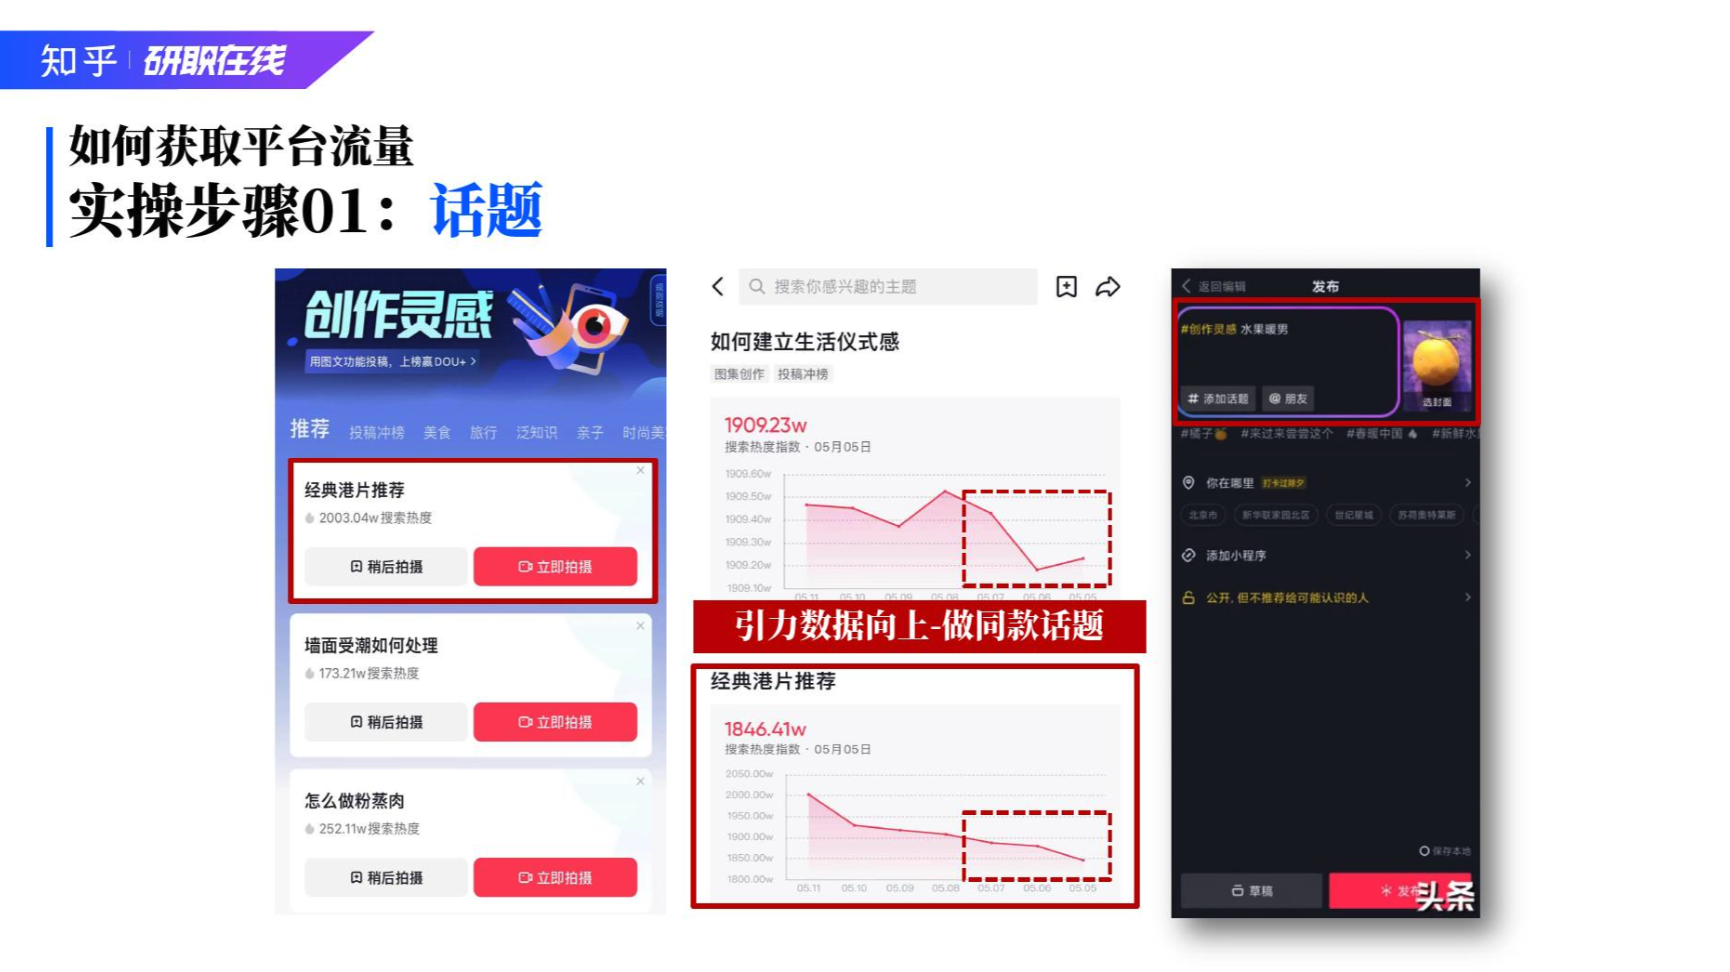 知乎 研职在线
如何获取平台流量
实操步骤01：话题
创作灵感
用图文功能投稿，上榜赢DOU+ >
规则说明
推荐 投稿冲榜 美食 旅行 泛知识 亲子 时尚美
经典港片推荐
2003.04w搜索热度
稍后拍摄 立即拍摄
墙面受潮如何处理
173.21w搜索热度
稍后拍摄 立即拍摄
怎么做粉蒸肉
252.11w搜索热度
稍后拍摄 立即拍摄
搜索你感兴趣的主题
如何建立生活仪式感
图集创作 投稿冲榜
1909.23w
搜索热度指数 · 05月05日
1909.60w
1909.50w
1909.40w
1909.30w
1909.20w
1909.10w
05.11 05.10 05.09 05.08 05.07 05.06 05.05
引力数据向上-做同款话题
经典港片推荐
1846.41w
搜索热度指数 · 05月05日
2050.00w
2000.00w
1950.00w
1900.00w
1850.00w
1800.00w
05.11 05.10 05.09 05.08 05.07 05.06 05.05
返回编辑 发布
#创作灵感 水果暖男
# 添加话题 @ 朋友
选封面
#橘子 #来过来尝尝这个 #春暖中国 #新鲜水
你在哪里 打卡过除夕
北京市 新华联家园北区 世纪星城 苏荷奥特莱斯
添加小程序
公开, 但不推荐给可能认识的人
保存本地
草稿 发布
头条